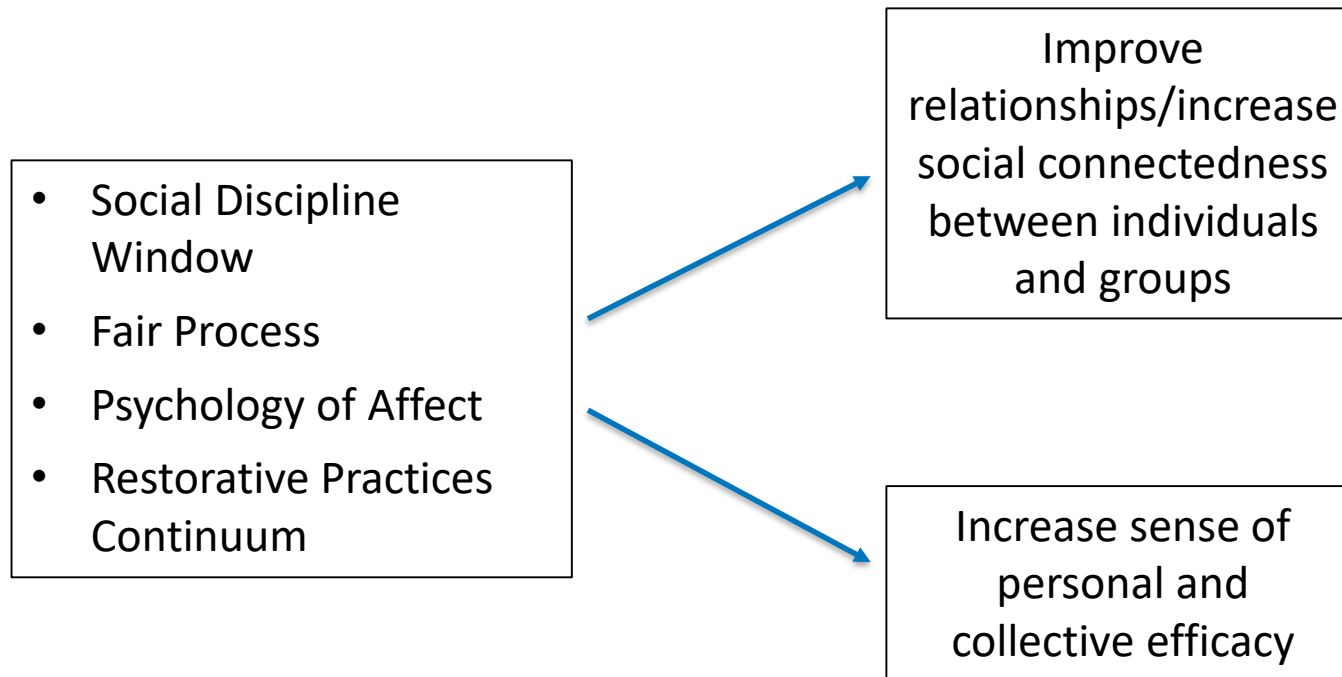 • Social Discipline
Window
• Fair Process
• Psychology of Affect
• Restorative Practices
Continuum
Improve
relationships/increase
social connectedness
between individuals
and groups
Increase sense of
personal and
collective efficacy